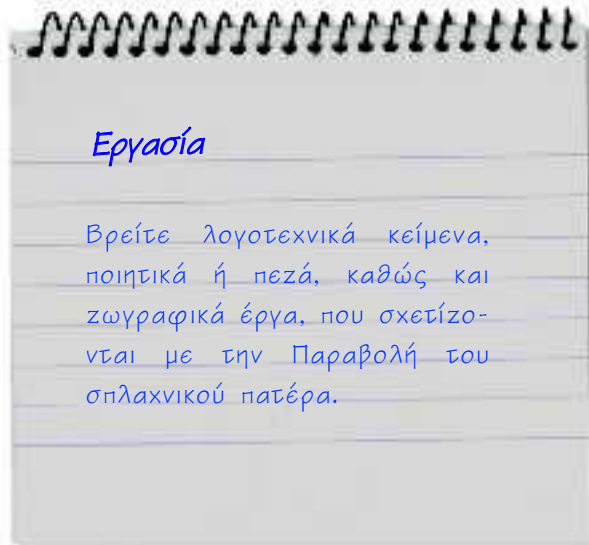 Εργασία
Βρείτε λογοτεχνικά κείμενα,
ποιητικά ή πεζά, καθώς και
ζωγραφικά έργα, που σχετίζο-
νται με την Παραβολή του
σπλαχνικού πατέρα.